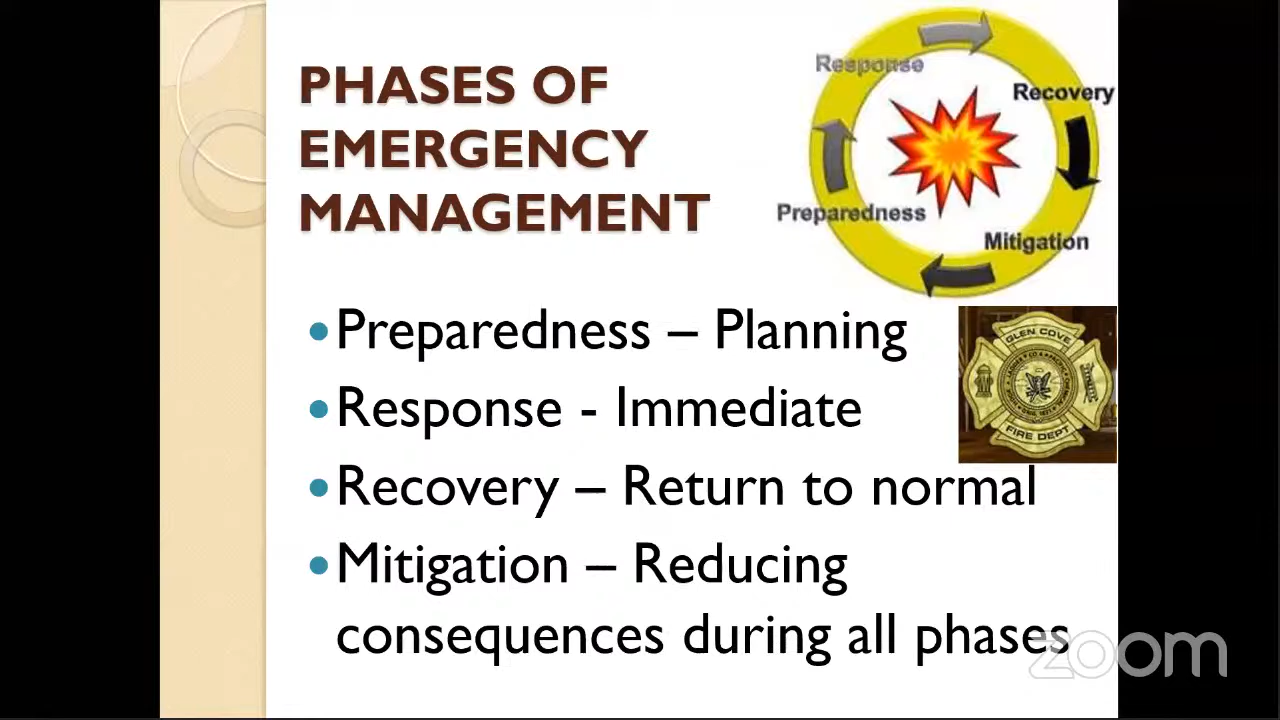 PHASES OF
EMERGENCY
MANAGEMENT
Response
Recovery
Preparedness
Mitigation
• Preparedness – Planning
• Response - Immediate
• Recovery – Return to normal
• Mitigation – Reducing
consequences during all phases
GLEN COVE
FIRE DEPT
zoom